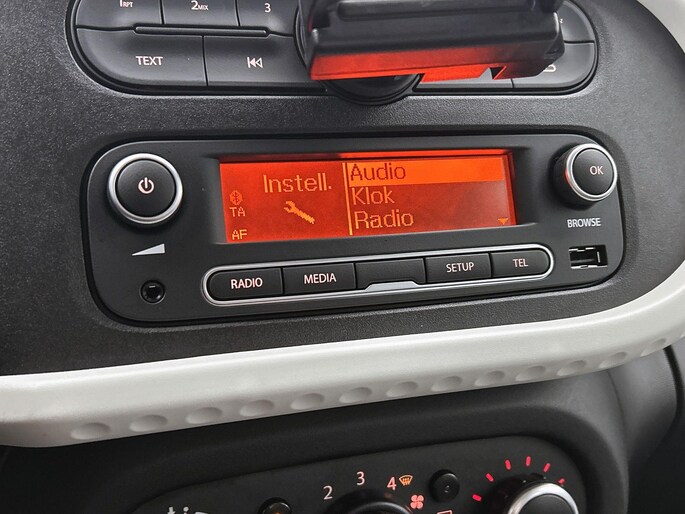 1RPT 2MIX 3
TEXT
Instell.
Audio
Klok
Radio
TA
AF
OK
BROWSE
RADIO MEDIA SETUP TEL
2 3 4